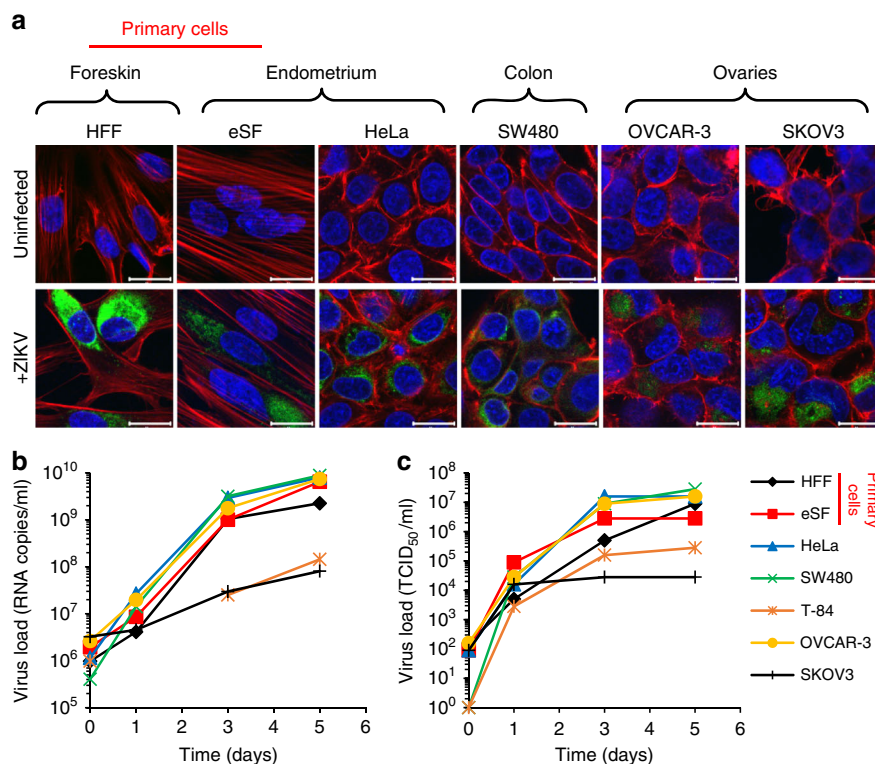 a
Primary cells
Foreskin Endometrium Colon Ovaries
HFF eSF HeLa SW480 OVCAR-3 SKOV3
Uninfected
+ZIKV
b
Virus load (RNA copies/ml)
10^10
10^9
10^8
10^7
10^6
10^5
0 1 2 3 4 5 6
Time (days)
c
Virus load (TCID_50/ml)
10^8
10^7
10^6
10^5
10^4
10^3
10^2
10^1
10^0
0 1 2 3 4 5 6
Time (days)
HFF
eSF
HeLa
SW480
T-84
OVCAR-3
SKOV3
Primary
cells